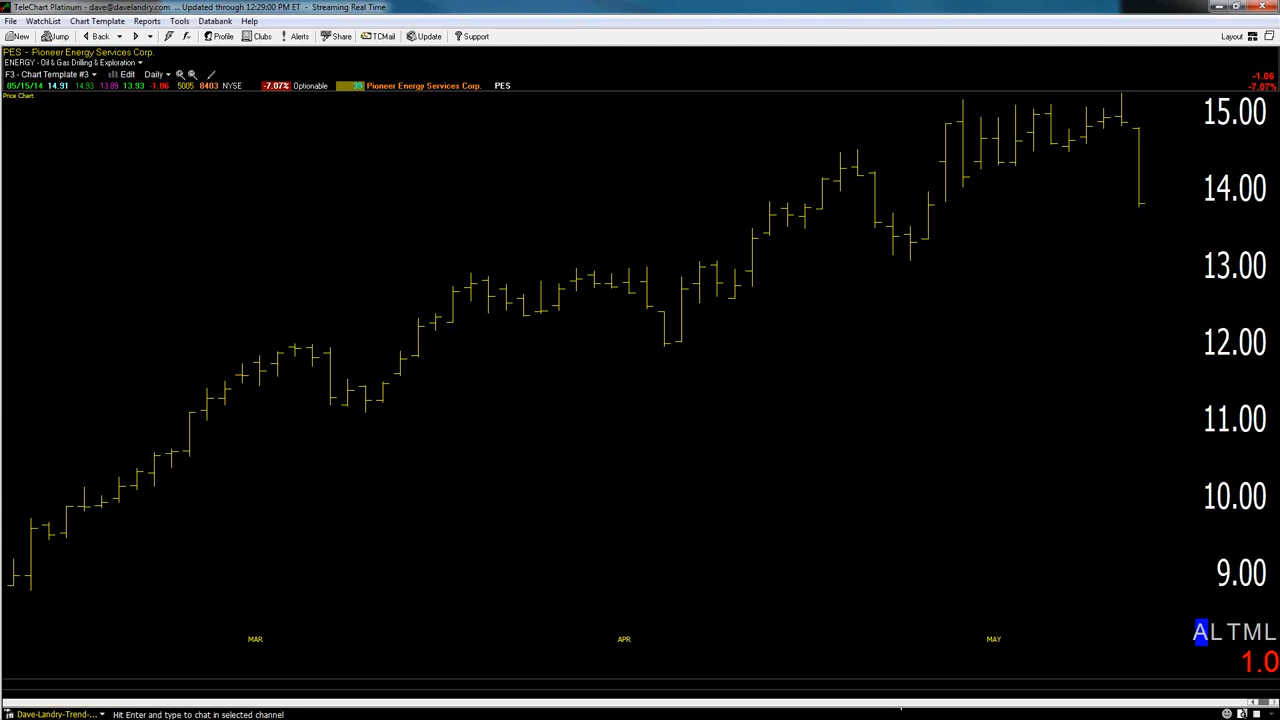 TeleChart Platinum - dave@davelandry.com ... Updated through 12:29:00 PM ET - Streaming Real Time
File WatchList Chart Template Reports Tools Databank Help
New Jump Back Profile Clubs Alerts Share TCMail Update Support Layout
PES - Pioneer Energy Services Corp.
ENERGY - Oil & Gas Drilling & Exploration
F3 - Chart Template #3 Edit Daily
05/15/14 14.91 14.93 13.89 13.93 -1.06 5005 8403 NYSE -7.07% Optionable 39 Pioneer Energy Services Corp. PES
-1.06
-7.07%
Price Chart
15.00
14.00
13.00
12.00
11.00
10.00
9.00
MAR APR MAY
ALTML
1.0
Dave-Landry-Trend-... Hit Enter and type to chat in selected channel